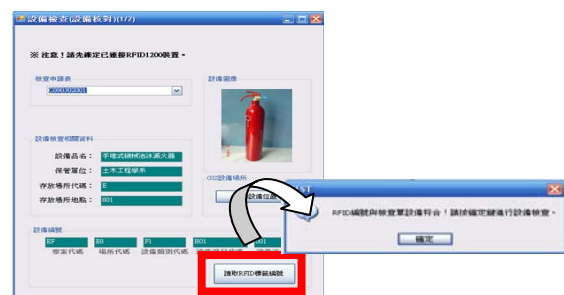 設備檢查(設備核對)(1/2)
※ 注意！請先確定已連接RFID1200裝置。
檢查申請表
C090302001
設備圖像
設備檢查相關資料
設備品名：
手提式機械泡沫滅火器
保管單位：
土木工程學系
存放場所代碼：
E
存放場所地點：
801
設備編號
EF
E8
F1
801
001
專案代碼
場所代碼
設備類別代碼
讀取RFID標籤編號
RFID編號與檢查單設備符合！請按確定鍵進行設備檢查。
確定